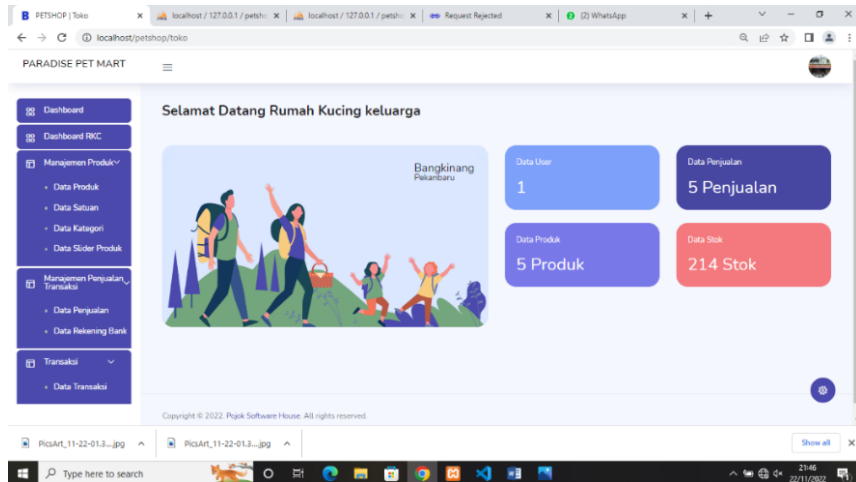 PETSHOP | Toko
localhost / 127.0.0.1 / petsho
localhost / 127.0.0.1 / petsho
Request Rejected
(2) WhatsApp
localhost/petshop/toko
PARADISE PET MART
Dashboard
Dashboard RKC
Manajemen Produk
Data Produk
Data Satuan
Data Kategori
Data Slider Produk
Manajemen Penjualan
Transaksi
Data Penjualan
Data Rekening Bank
Transaksi
Data Transaksi
Selamat Datang Rumah Kucing keluarga
Bangkinang
Pekanbaru
Data User
1
Data Penjualan
5 Penjualan
Data Produk
5 Produk
Data Stok
214 Stok
Copyright © 2022. Pojok Software House. All rights reserved.
PicsArt_11-22-01.3....jpg
PicsArt_11-22-01.3....jpg
Show all
Type here to search
21:46
22/11/2022